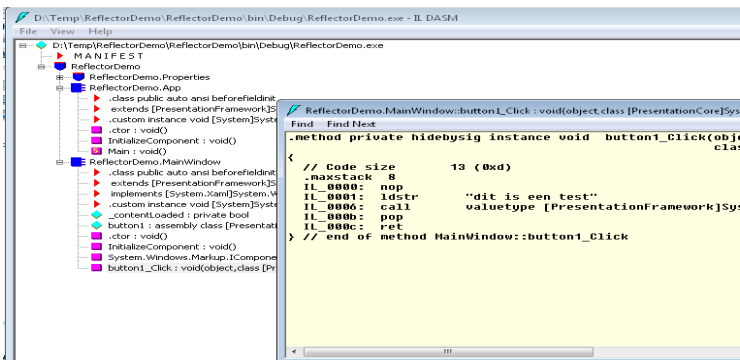 D:\Temp\ReflectorDemo\ReflectorDemo\bin\Debug\ReflectorDemo.exe - IL DASM
File View Help
D:\Temp\ReflectorDemo\ReflectorDemo\bin\Debug\ReflectorDemo.exe
MANIFEST
ReflectorDemo
ReflectorDemo.Properties
ReflectorDemo.App
.class public auto ansi beforefieldinit
extends [PresentationFramework]S
.custom instance void [System]Syste
.ctor : void()
InitializeComponent : void()
Main : void()
ReflectorDemo.MainWindow
.class public auto ansi beforefieldinit
extends [PresentationFramework]S
implements [System.Xaml]System.W
.custom instance void [System]Syste
_contentLoaded : private bool
button1 : assembly class [Presentati
.ctor : void()
InitializeComponent : void()
System.Windows.Markup.ICompone
button1_Click : void(object,class [Pr
ReflectorDemo.MainWindow::button1_Click : void(object,class [PresentationCore]Sys
Find Find Next
.method private hidebysig instance void button1_Click(obje
clas
{
// Code size 13 (0xd)
.maxstack 8
IL_0000: nop
IL_0001: ldstr "dit is een test"
IL_0006: call valuetype [PresentationFramework]Sys
IL_000b: pop
IL_000c: ret
} // end of method MainWindow::button1_Click